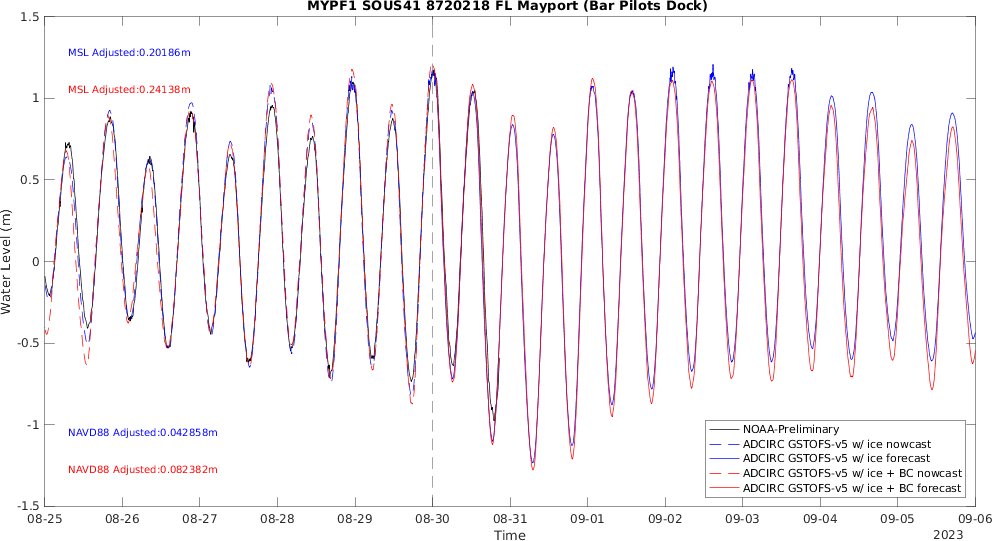 MYPF1 SOUS41 8720218 FL Mayport (Bar Pilots Dock)
1.5
1
0.5
0
-0.5
-1
-1.5
Water Level (m)
MSL Adjusted:0.20186m
MSL Adjusted:0.24138m
NAVD88 Adjusted:0.042858m
NAVD88 Adjusted:0.082382m
NOAA-Preliminary
ADCIRC GSTOFS-v5 w/ ice nowcast
ADCIRC GSTOFS-v5 w/ ice forecast
ADCIRC GSTOFS-v5 w/ ice + BC nowcast
ADCIRC GSTOFS-v5 w/ ice + BC forecast
08-25 08-26 08-27 08-28 08-29 08-30 08-31 09-01 09-02 09-03 09-04 09-05 09-06
Time
2023